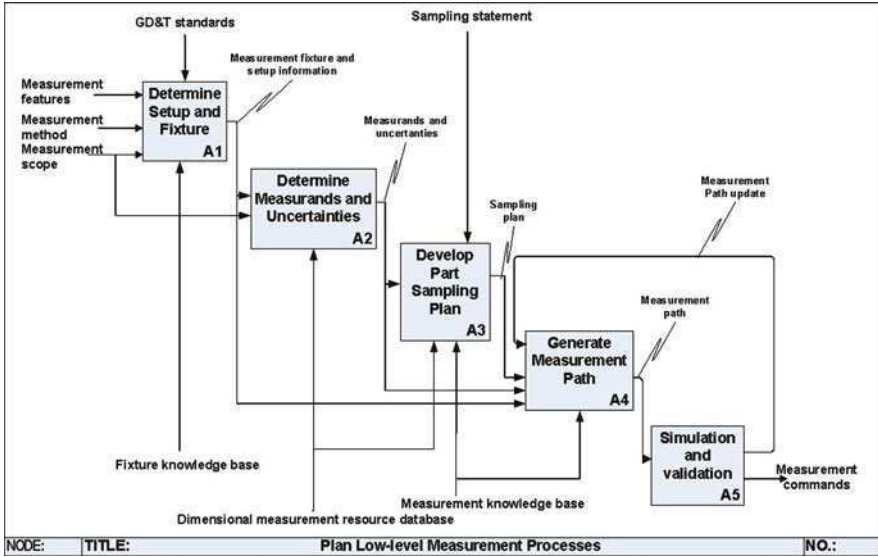 GD&T standards
Sampling statement
Measurement fixture and
setup information
Measurement
features
Measurement
method
Measurement
scope
Determine
Setup and
Fixture
A1
Measurands and
uncertanties
Determine
Measurands and
Uncertainties
A2
Sampling
plan
Measurement
Path update
Develop
Part
Sampling
Plan
A3
Measurement
path
Generate
Measurement
Path
A4
Simulation
and
validation
A5
Measurement
commands
Fixture knowledge base
Measurement knowledge base
Dimensional measurement resource database
NODE: TITLE: Plan Low-level Measurement Processes NO.: